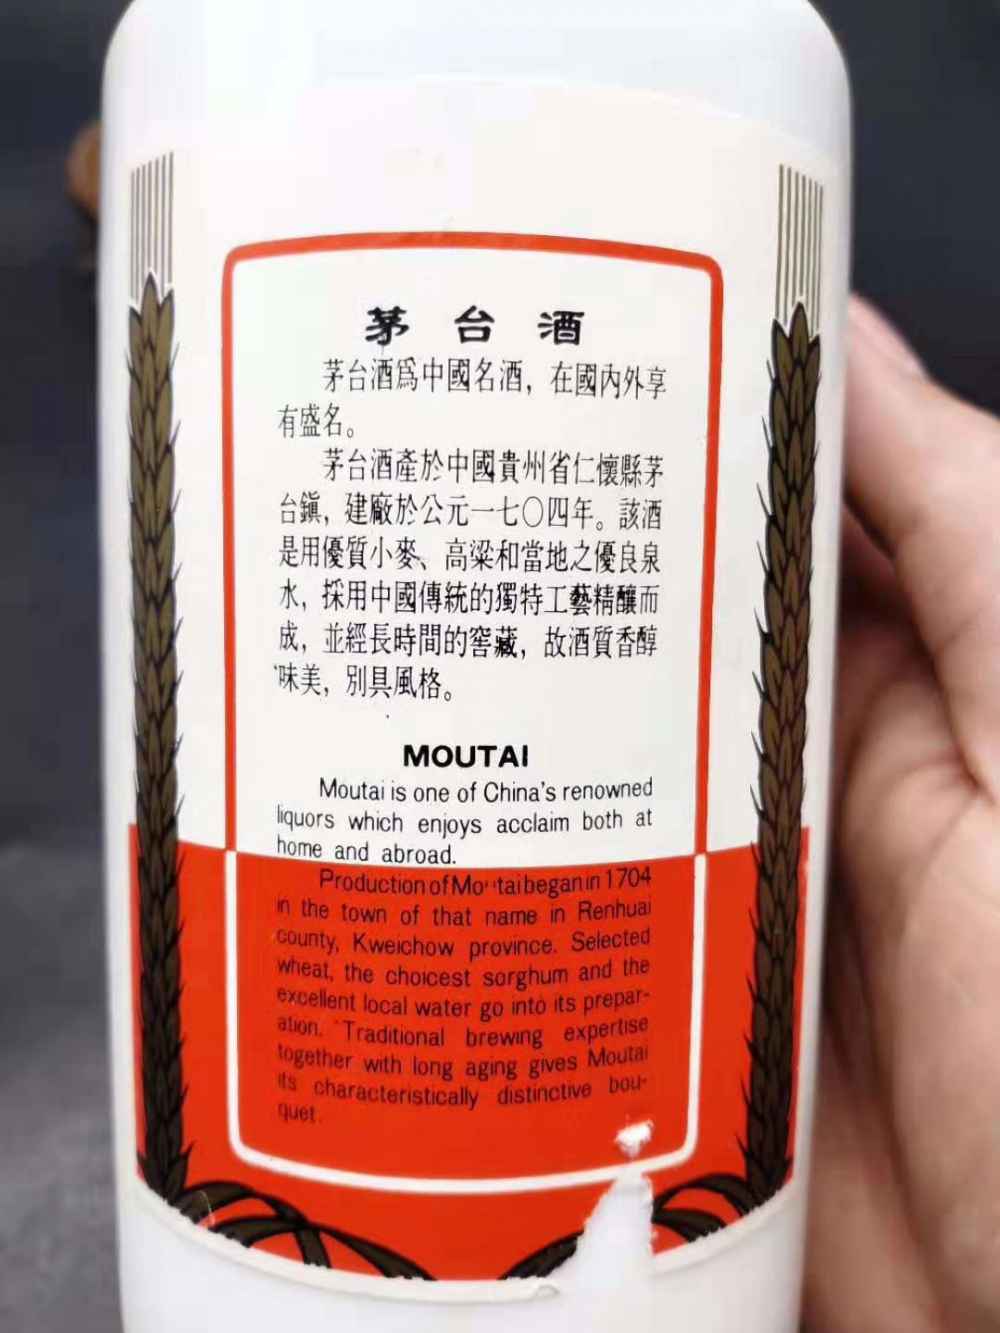 茅台酒
茅台酒爲中國名酒，在國內外享
有盛名。
茅台酒產於中國貴州省仁懷縣茅
台鎭，建廠於公元一七〇四年。該酒
是用優質小麥、高粱和當地之優良泉
水，採用中國傳統的獨特工藝精釀而
成，並經長時間的窖藏，故酒質香醇
味美，別具風格。
MOUTAI
Moutai is one of China's renowned
liquors which enjoys acclaim both at
home and abroad.
Production of Moutai began in 1704
in the town of that name in Renhuai
county, Kweichow province. Selected
wheat, the choicest sorghum and the
excellent local water go into its prepar-
ation. Traditional brewing expertise
together with long aging gives Moutai
its characteristically distinctive bou-
quet.